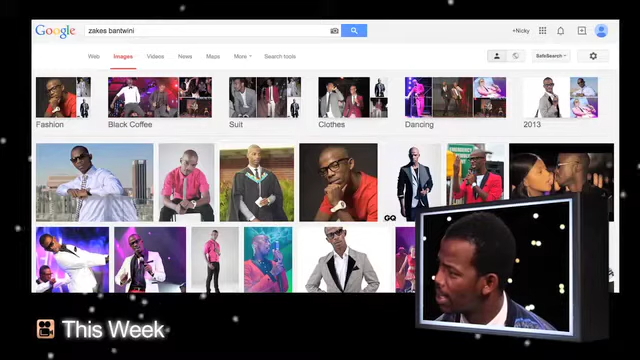 Google zakes bantwini +Nicky
Web Images Videos News Maps More Search tools SafeSearch
Fashion Black Coffee Suit Clothes Dancing 2013
GQ
This Week